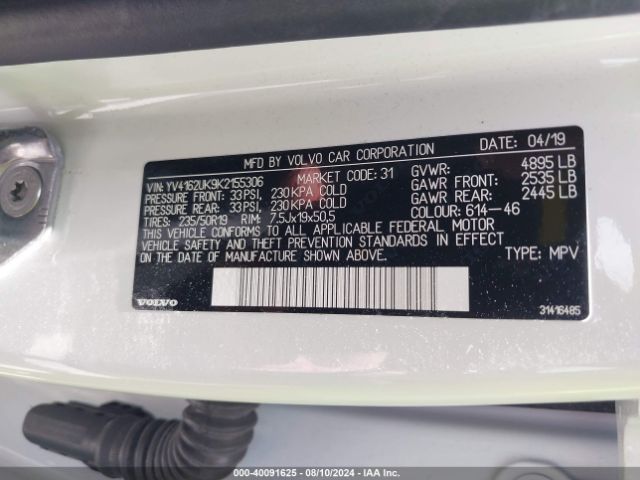 MFD BY VOLVO CAR CORPORATION DATE: 04/19
VIN: YV4162UK9K2155306 MARKET CODE: 31 GVWR: 4895 LB
PRESSURE FRONT: 33PSI, 230 KPA COLD GAWR FRONT: 2535 LB
PRESSURE REAR: 33PSI, 230 KPA COLD GAWR REAR: 2445 LB
TIRES: 235/50R19 RIM: 7.5Jx19x50,5 COLOUR: 614-46
THIS VEHICLE CONFORMS TO ALL APPLICABLE FEDERAL MOTOR
VEHICLE SAFETY AND THEFT PREVENTION STANDARDS IN EFFECT
ON THE DATE OF MANUFACTURE SHOWN ABOVE. TYPE: MPV
VOLVO 31416485
000-40091625 - 08/10/2024 - IAA Inc.